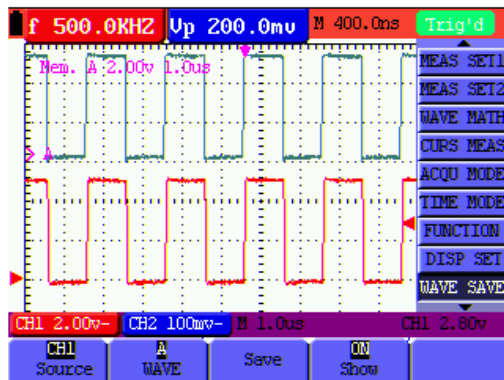 f 500.0KHZ Vp 200.0mv M 400.0ns Trig'd
Mem. A 2.00v 1.0us
A
MEAS SET1
MEAS SET2
WAVE MATH
CURS MEAS
ACQU MODE
TIME MODE
FUNCTION
DISP SET
WAVE SAVE
CH1 2.00v- CH2 100mv- M 1.0us CH1 2.80v
CH1 Source
A WAVE
Save
ON Show